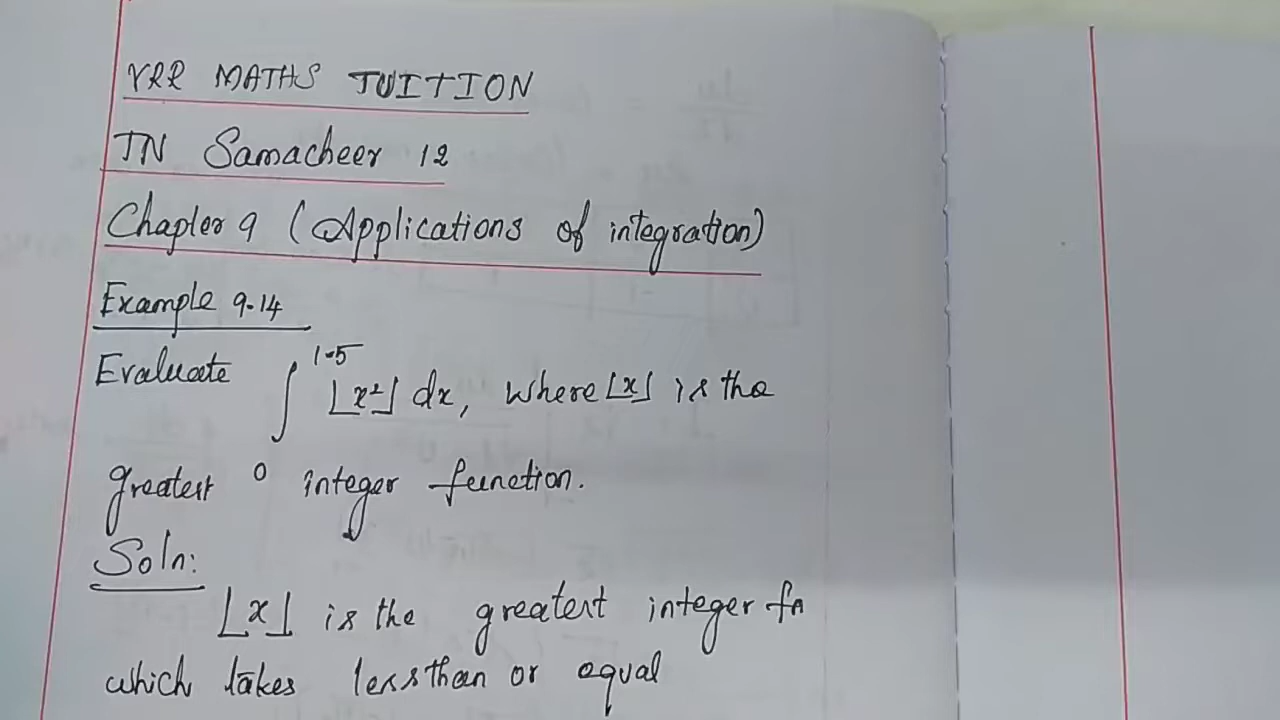 VRR MATHS TUITION
TN Samacheer 12
Chapter 9 (Applications of integration)
Example 9.14
Evaluate ∫₀^1.5 ⌊x²⌋ dx, where ⌊x⌋ is the
greatest integer function.
Soln:
⌊x⌋ is the greatest integer fn
which takes less than or equal